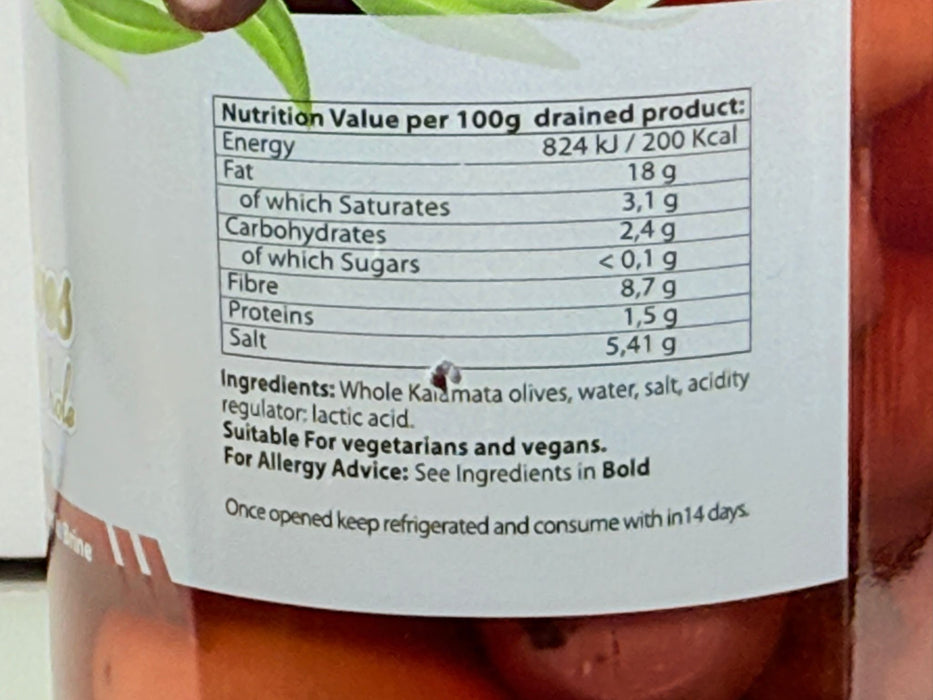 Nutrition Value per 100g drained product:
Energy 824 kJ / 200 Kcal
Fat 18 g
of which Saturates 3,1 g
Carbohydrates 2,4 g
of which Sugars < 0,1 g
Fibre 8,7 g
Proteins 1,5 g
Salt 5,41 g
Ingredients: Whole Kalamata olives, water, salt, acidity
regulator: lactic acid.
Suitable For vegetarians and vegans.
For Allergy Advice: See Ingredients in Bold
Once opened keep refrigerated and consume with in14 days.
Brine